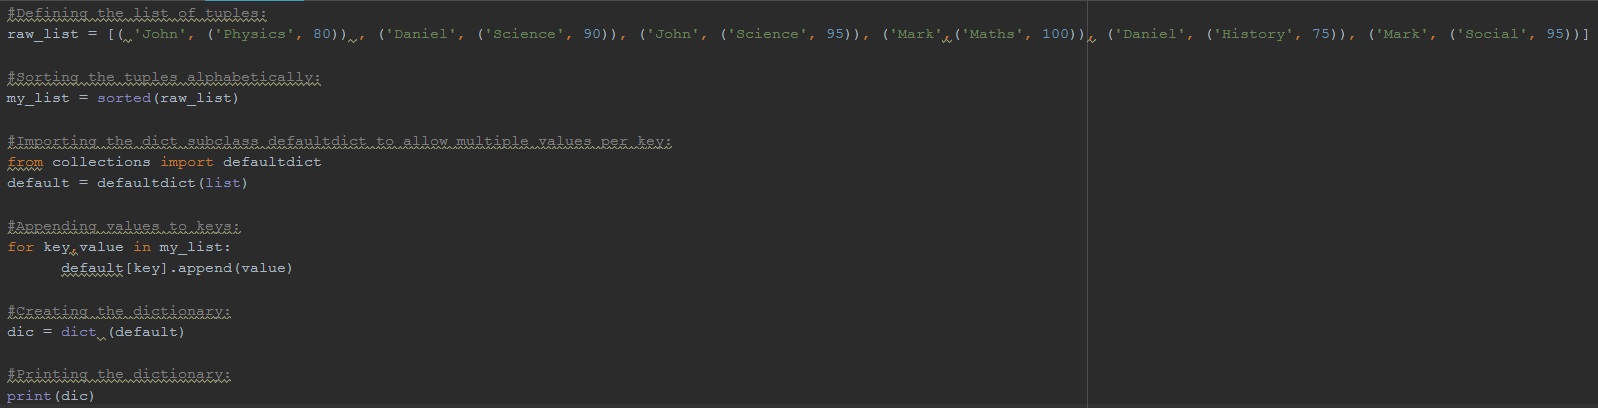 #Defining the list of tuples:
raw_list = [( 'John', ('Physics', 80)) , ('Daniel', ('Science', 90)), ('John', ('Science', 95)), ('Mark',('Maths', 100)), ('Daniel', ('History', 75)), ('Mark', ('Social', 95))]
#Sorting the tuples alphabetically:
my_list = sorted(raw_list)
#Importing the dict subclass defaultdict to allow multiple values per key:
from collections import defaultdict
default = defaultdict(list)
#Appending values to keys:
for key,value in my_list:
      default[key].append(value)
#Creating the dictionary:
dic = dict (default)
#Printing the dictionary:
print(dic)